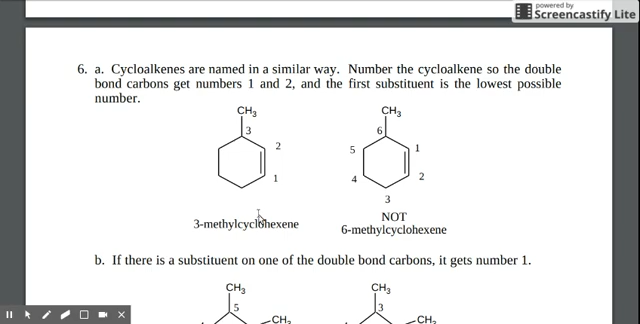 powered by
Screencastify Lite
6. a. Cycloalkenes are named in a similar way. Number the cycloalkene so the double
bond carbons get numbers 1 and 2, and the first substituent is the lowest possible
number.
CH3 CH3
3 6
2 5 1
1 4 2
3
3-methylcyclohexene NOT
6-methylcyclohexene
b. If there is a substituent on one of the double bond carbons, it gets number 1.
CH3 CH3
5 3
CH3 CH3